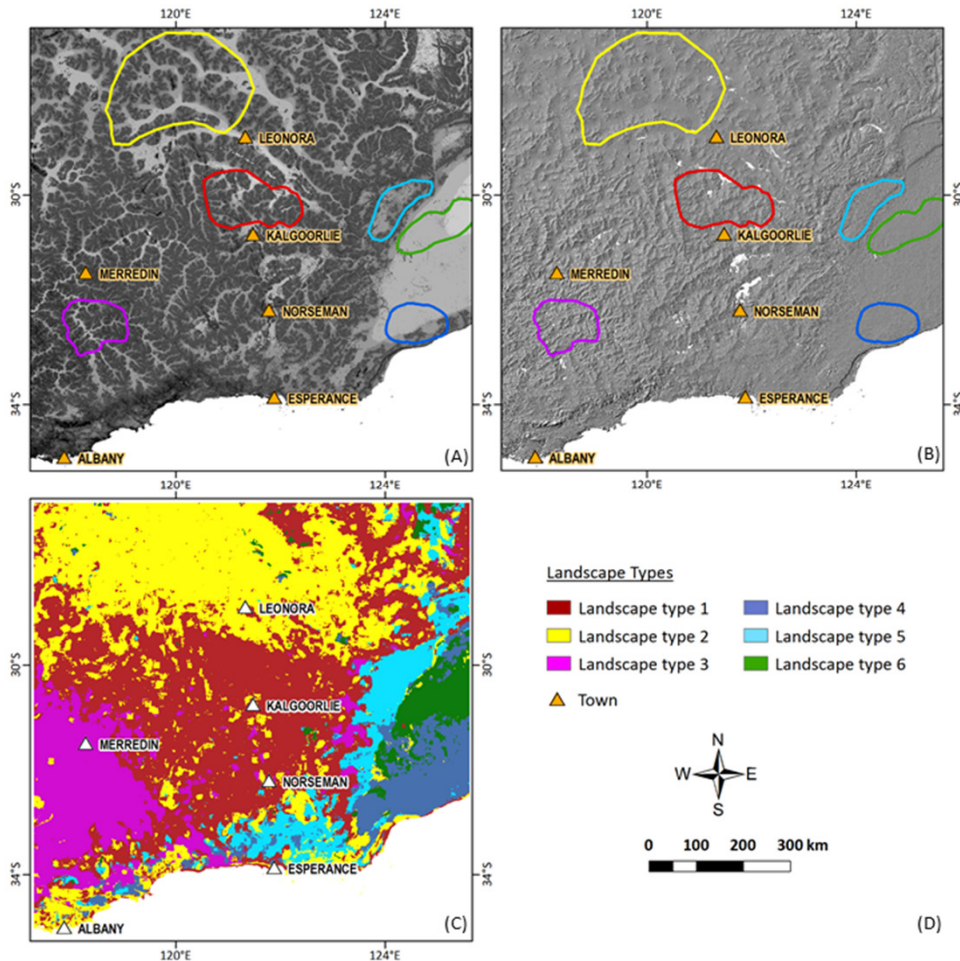 120°E
124°E
120°E
124°E
30°S
34°S
LEONORA
KALGOORLIE
MERREDIN
NORSEMAN
ESPERANCE
ALBANY
(A)
LEONORA
KALGOORLIE
MERREDIN
NORSEMAN
ESPERANCE
ALBANY
(B)
30°S
34°S
120°E
124°E
120°E
124°E
30°S
34°S
LEONORA
KALGOORLIE
MERREDIN
NORSEMAN
ESPERANCE
ALBANY
(C)
120°E
124°E
Landscape Types
Landscape type 1
Landscape type 4
Landscape type 2
Landscape type 5
Landscape type 3
Landscape type 6
Town
N
W E
S
0 100 200 300 km
(D)